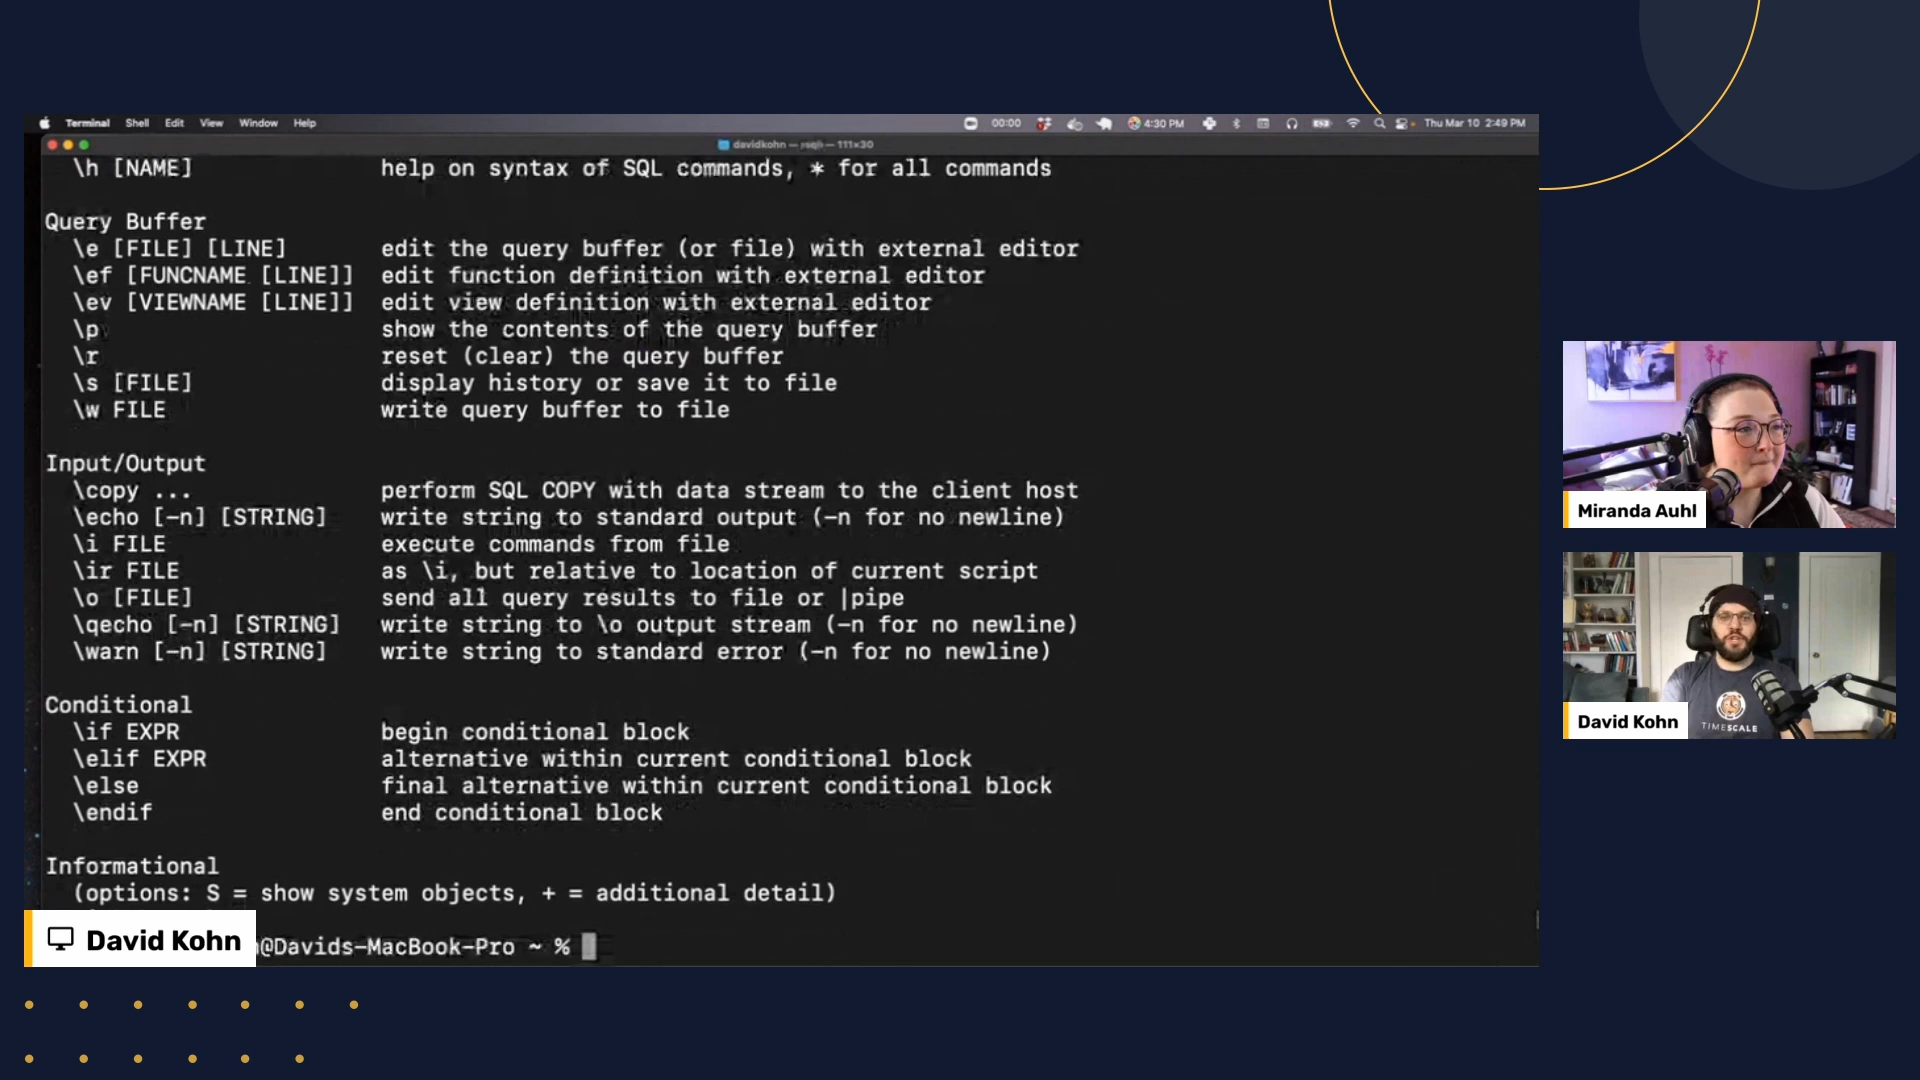 Terminal Shell Edit View Window Help 00:00 4:30 PM Thu Mar 10 2:49 PM
davidkohn — psql — 111×30
\h [NAME] help on syntax of SQL commands, * for all commands
Query Buffer
\e [FILE] [LINE] edit the query buffer (or file) with external editor
\ef [FUNCNAME [LINE]] edit function definition with external editor
\ev [VIEWNAME [LINE]] edit view definition with external editor
\p show the contents of the query buffer
\r reset (clear) the query buffer
\s [FILE] display history or save it to file
\w FILE write query buffer to file
Input/Output
\copy ... perform SQL COPY with data stream to the client host
\echo [-n] [STRING] write string to standard output (-n for no newline)
\i FILE execute commands from file
\ir FILE as \i, but relative to location of current script
\o [FILE] send all query results to file or |pipe
\qecho [-n] [STRING] write string to \o output stream (-n for no newline)
\warn [-n] [STRING] write string to standard error (-n for no newline)
Conditional
\if EXPR begin conditional block
\elif EXPR alternative within current conditional block
\else final alternative within current conditional block
\endif end conditional block
Informational
(options: S = show system objects, + = additional detail)
@Davids-MacBook-Pro ~ %
David Kohn
Miranda Auhl
TIMESCALE
David Kohn